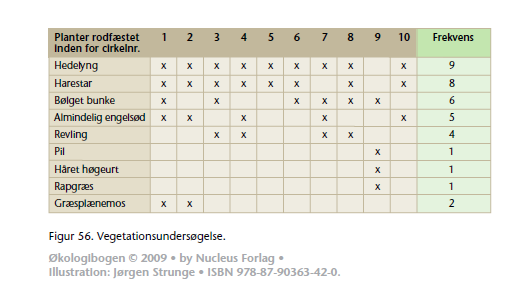 Planter rodfæstet 1 2 3 4 5 6 7 8 9 10 Frekvens
inden for cirkelnr.
Hedelyng x x x x x x x x x 9
Harestar x x x x x x x x 8
Bølget bunke x x x x x x 6
Almindelig engelsød x x x x x 5
Revling x x x x 4
Pil x 1
Håret høgeurt x 1
Rapgræs x 1
Græsplænemos x x 2
Figur 56. Vegetationsundersøgelse.
Økologibogen © 2009 • by Nucleus Forlag •
Illustration: Jørgen Strunge • ISBN 978-87-90363-42-0.